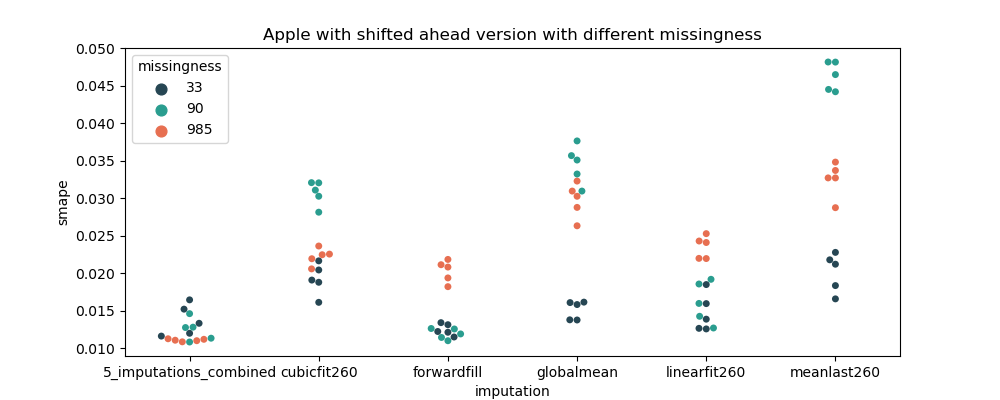 Apple with shifted ahead version with different missingness
0.050
0.045
0.040
0.035
0.030
0.025
0.020
0.015
0.010
smape
missingness
33
90
985
5_imputations_combined cubicfit260 forwardfill globalmean linearfit260 meanlast260
imputation